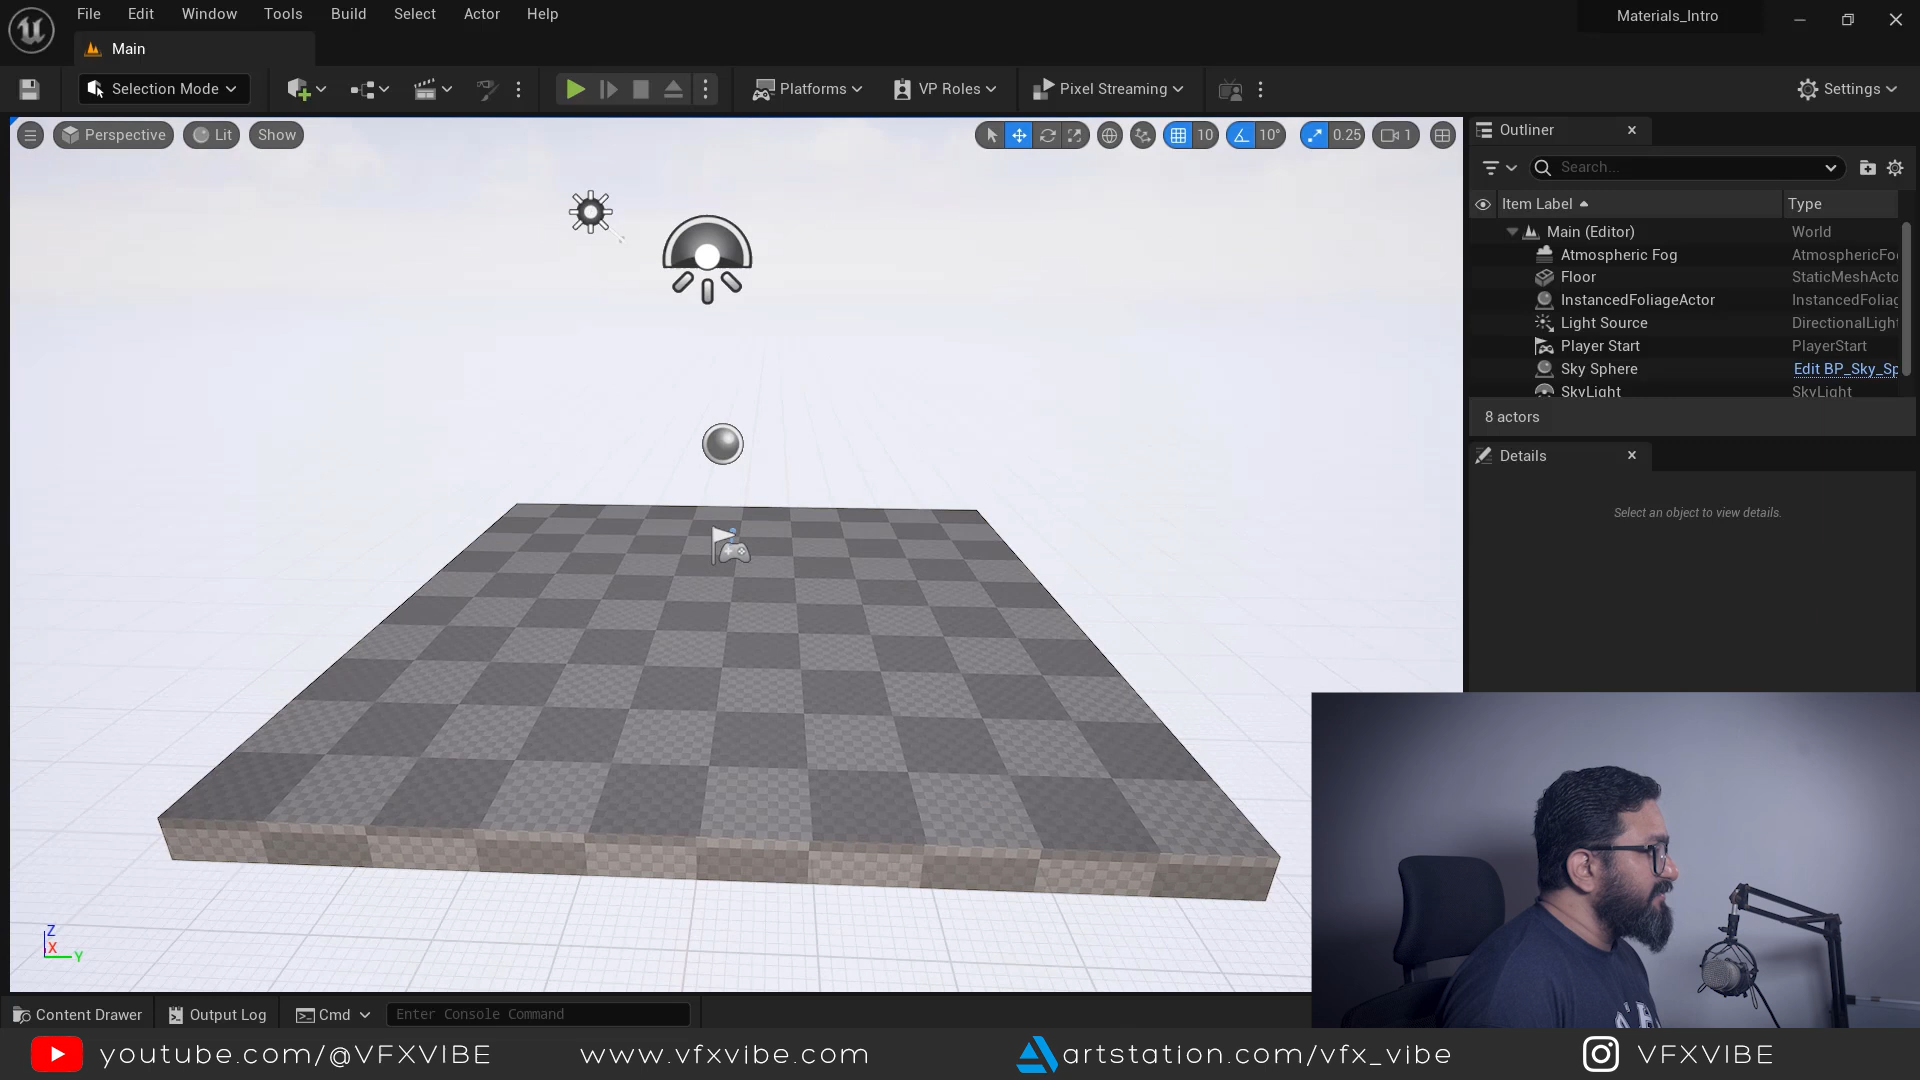 File Edit Window Tools Build Select Actor Help
Materials_Intro
Main
Selection Mode
Platforms
VP Roles
Pixel Streaming
Settings
Perspective
Lit
Show
10
10°
0.25
1
Outliner
Search...
Item Label
Type
Main (Editor) World
Atmospheric Fog AtmosphericFo
Floor StaticMeshActo
InstancedFoliageActor InstancedFoliag
Light Source DirectionalLight
Player Start PlayerStart
Sky Sphere Edit BP_Sky_Sp
SkyLight SkyLight
8 actors
Details
Select an object to view details.
Z
X
Y
Content Drawer
Output Log
Cmd
Enter Console Command
youtube.com/@VFXVIBE
www.vfxvibe.com
artstation.com/vfx_vibe
VFXVIBE